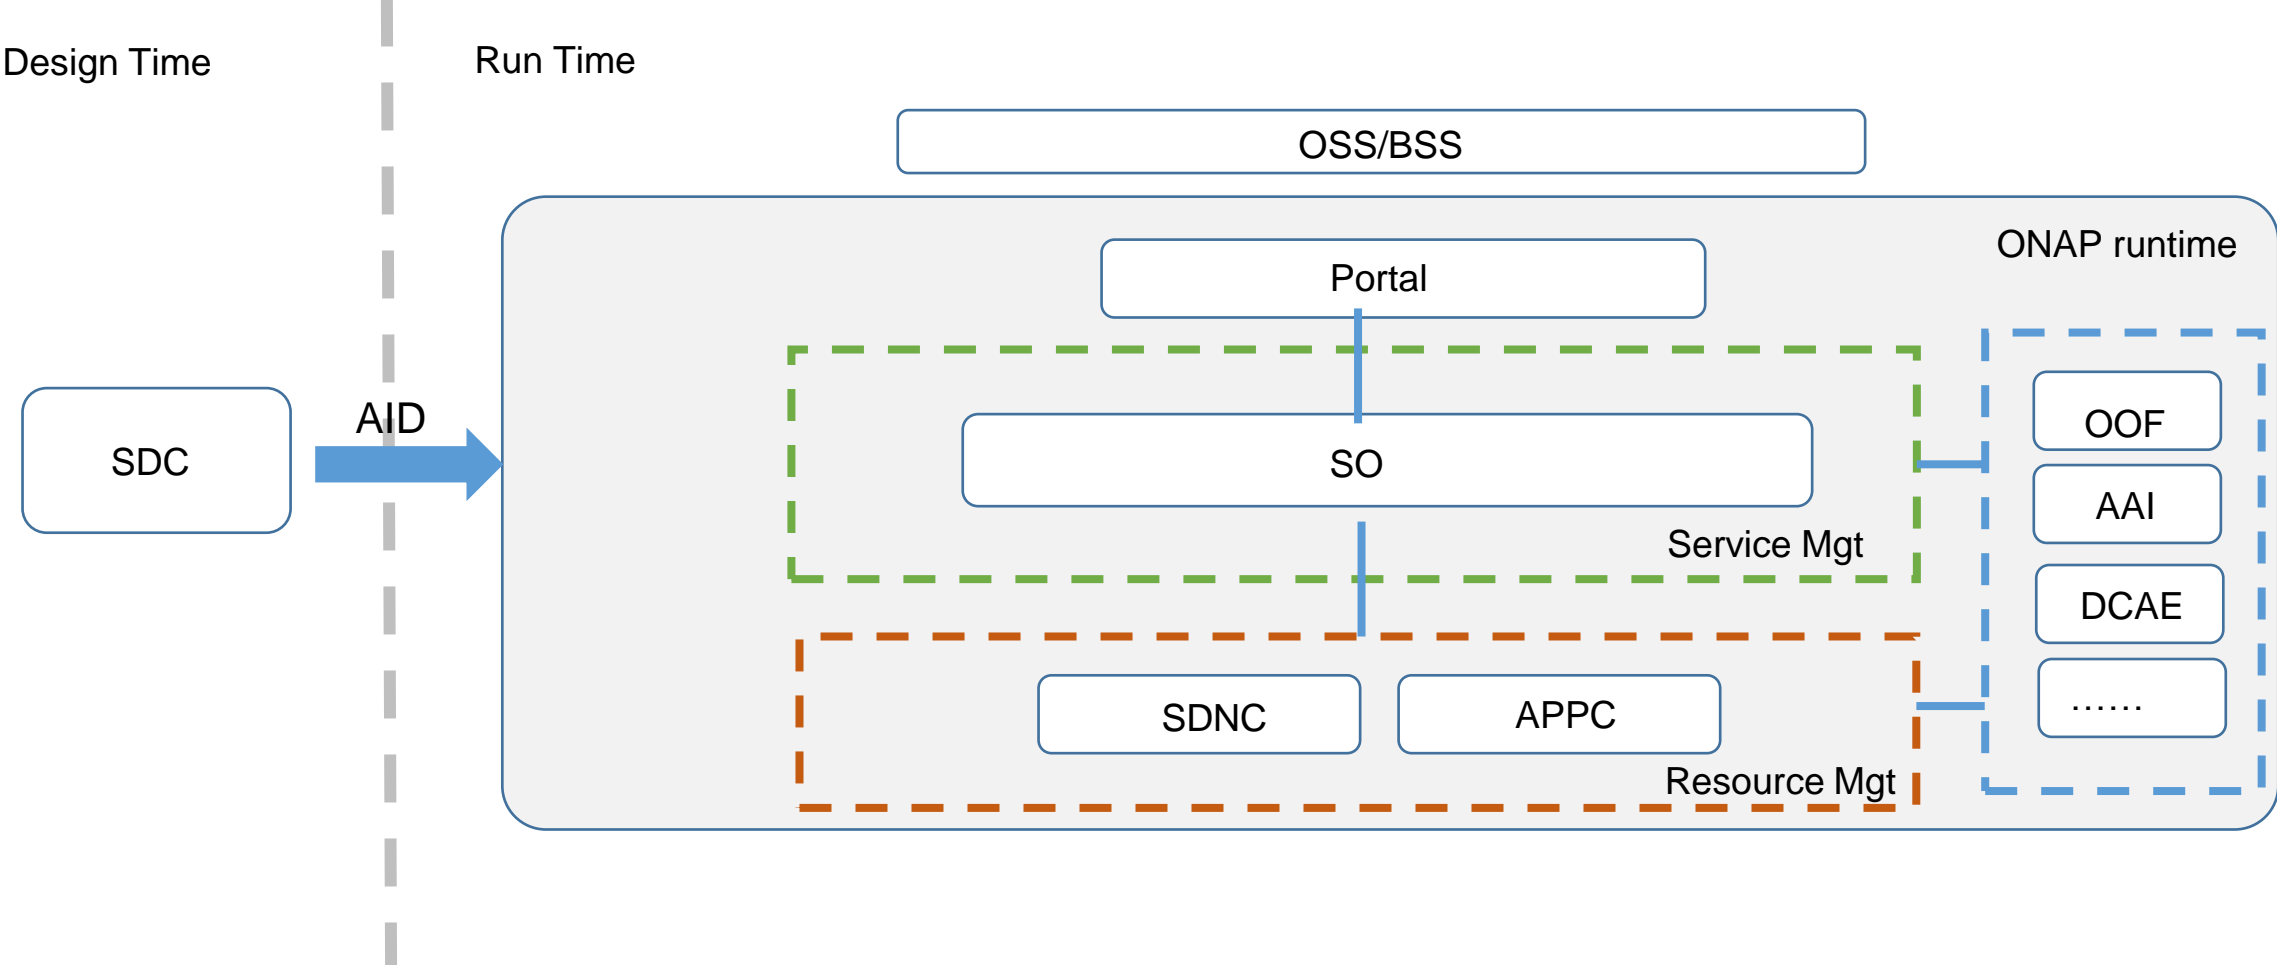 Design Time
Run Time
OSS/BSS
ONAP runtime
Portal
AID
SDC
SO
Service Mgt
OOF
AAI
DCAE
......
SDNC
APPC
Resource Mgt